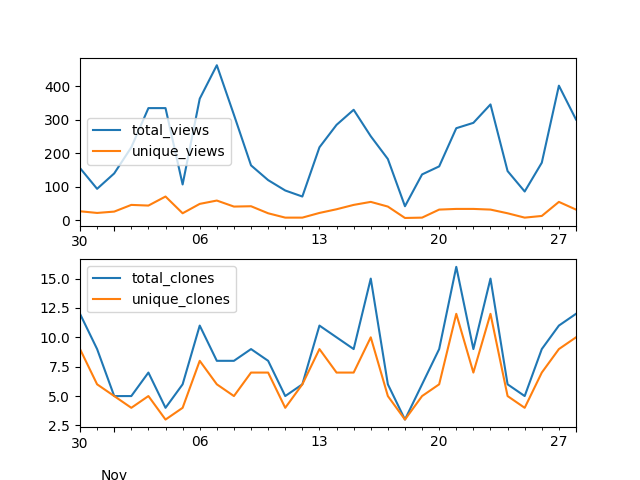 400
300
200
100
0
total_views
unique_views
30 06 13 20 27
15.0
12.5
10.0
7.5
5.0
2.5
total_clones
unique_clones
30 06 13 20 27
Nov